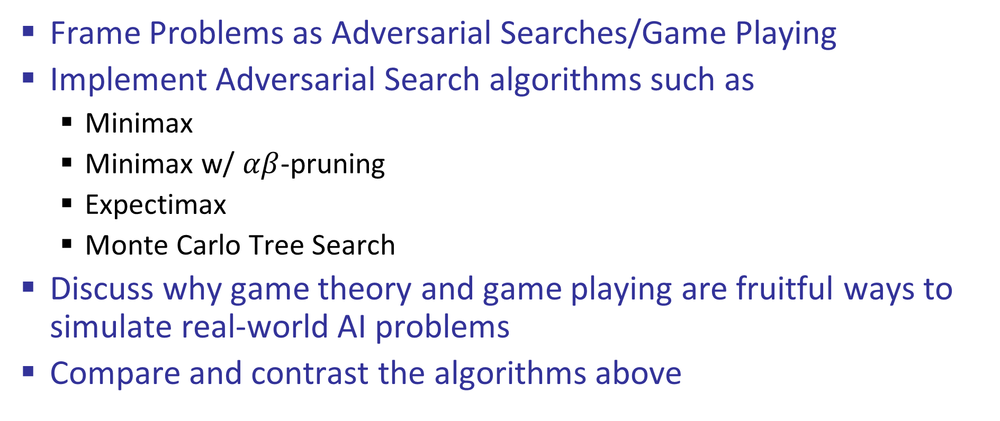 ▪ Frame Problems as Adversarial Searches/Game Playing
▪ Implement Adversarial Search algorithms such as
▪ Minimax
▪ Minimax w/ 𝛼𝛽-pruning
▪ Expectimax
▪ Monte Carlo Tree Search
▪ Discuss why game theory and game playing are fruitful ways to
simulate real-world AI problems
▪ Compare and contrast the algorithms above